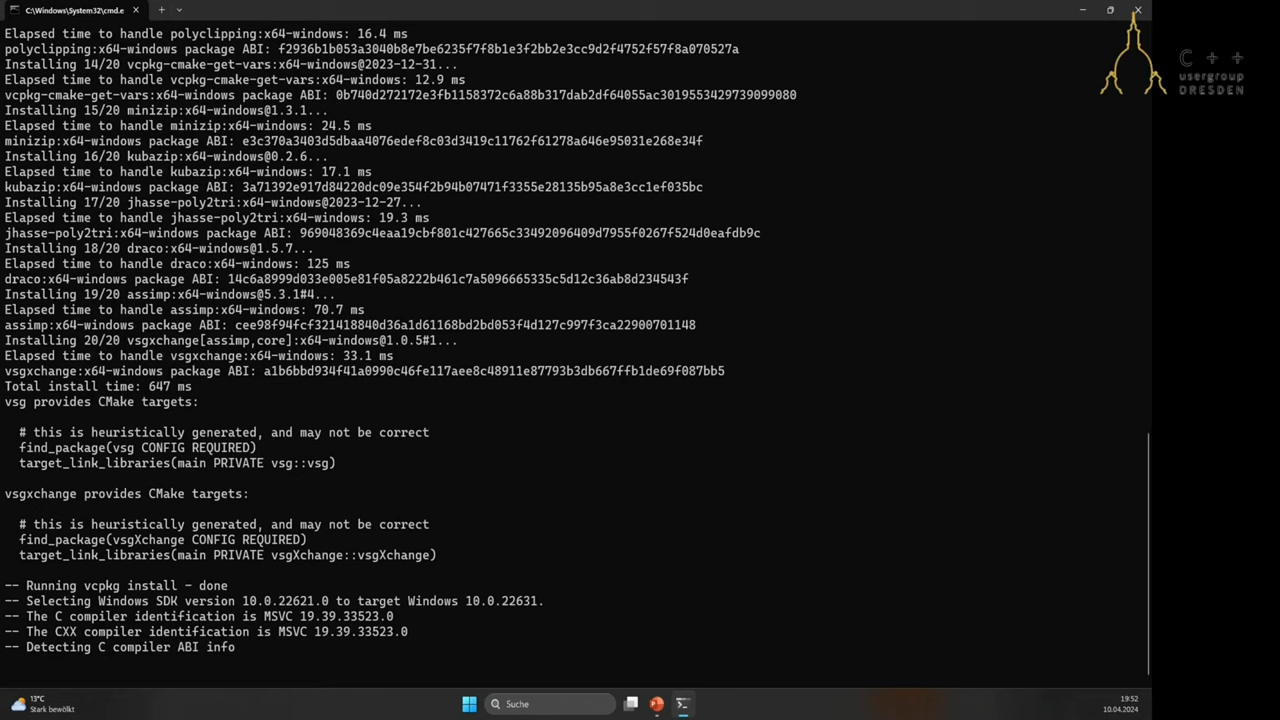 C:\Windows\System32\cmd.e
Elapsed time to handle polyclipping:x64-windows: 16.4 ms
polyclipping:x64-windows package ABI: f2936b1b053a3040b8e7be6235f7f8b1e3f2bb2e3cc9d2f4752f57f8a070527a
Installing 14/20 vcpkg-cmake-get-vars:x64-windows@2023-12-31...
Elapsed time to handle vcpkg-cmake-get-vars:x64-windows: 12.9 ms
vcpkg-cmake-get-vars:x64-windows package ABI: 0b740d272172e3fb1158372c6a88b317dab2df64055ac3019553429739099080
Installing 15/20 minizip:x64-windows@1.3.1...
Elapsed time to handle minizip:x64-windows: 24.5 ms
minizip:x64-windows package ABI: e3c370a3403d5dbaa4076edef8c03d3419c11762f61278a646e95031e268e34f
Installing 16/20 kubazip:x64-windows@0.2.6...
Elapsed time to handle kubazip:x64-windows: 17.1 ms
kubazip:x64-windows package ABI: 3a71392e917d84220dc09e354f2b94b07471f3355e28135b95a8e3cc1ef035bc
Installing 17/20 jhasse-poly2tri:x64-windows@2023-12-27...
Elapsed time to handle jhasse-poly2tri:x64-windows: 19.3 ms
jhasse-poly2tri:x64-windows package ABI: 969048369c4eaa19cbf801c427665c33492096409d7955f0267f524d0eafdb9c
Installing 18/20 draco:x64-windows@1.5.7...
Elapsed time to handle draco:x64-windows: 125 ms
draco:x64-windows package ABI: 14c6a8999d033e005e81f05a8222b461c7a5096665335c5d12c36ab8d234543f
Installing 19/20 assimp:x64-windows@5.3.1#4...
Elapsed time to handle assimp:x64-windows: 70.7 ms
assimp:x64-windows package ABI: cee98f94fcf321418840d36a1d61168bd2bd053f4d127c997f3ca22900701148
Installing 20/20 vsgxchange[assimp,core]:x64-windows@1.0.5#1...
Elapsed time to handle vsgxchange:x64-windows: 33.1 ms
vsgxchange:x64-windows package ABI: a1b6bbd934f41a0990c46fe117aee8c48911e87793b3db667ffb1de69f087bb5
Total install time: 647 ms
vsg provides CMake targets:
# this is heuristically generated, and may not be correct
find_package(vsg CONFIG REQUIRED)
target_link_libraries(main PRIVATE vsg::vsg)
vsgxchange provides CMake targets:
# this is heuristically generated, and may not be correct
find_package(vsgXchange CONFIG REQUIRED)
target_link_libraries(main PRIVATE vsgXchange::vsgXchange)
-- Running vcpkg install - done
-- Selecting Windows SDK version 10.0.22621.0 to target Windows 10.0.22631.
-- The C compiler identification is MSVC 19.39.33523.0
-- The CXX compiler identification is MSVC 19.39.33523.0
-- Detecting C compiler ABI info
C++
usergroup
DRESDEN
13°C
Stark bewölkt
Suche
19:52
10.04.2024